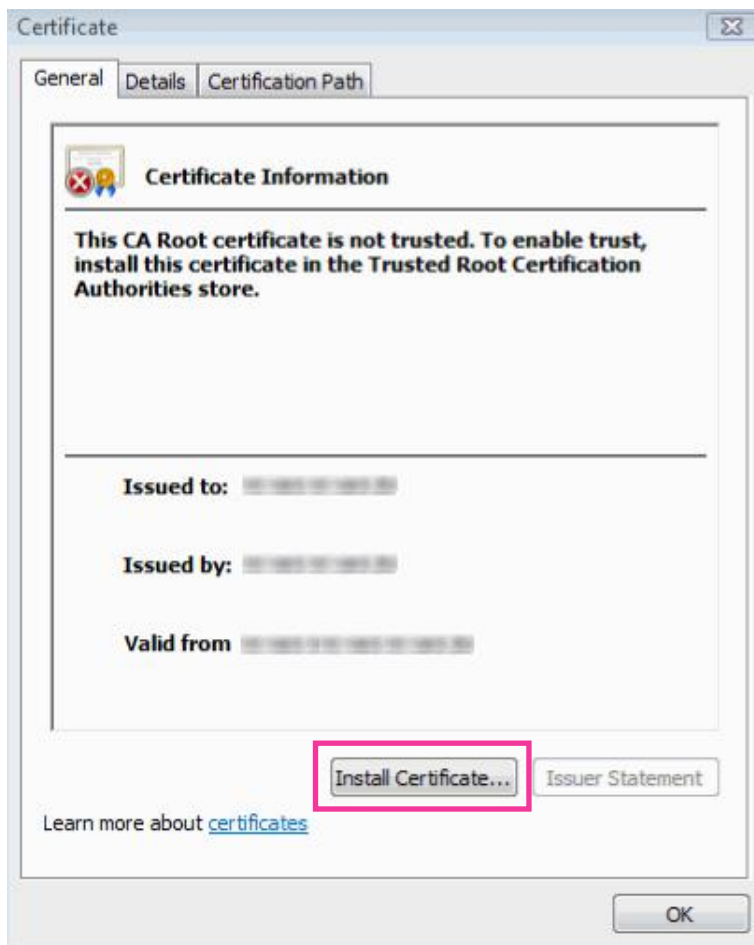 Certificate
General Details Certification Path
Certificate Information
This CA Root certificate is not trusted. To enable trust,
install this certificate in the Trusted Root Certification
Authorities store.
Issued to:
Issued by:
Valid from
Install Certificate... Issuer Statement
Learn more about certificates
OK